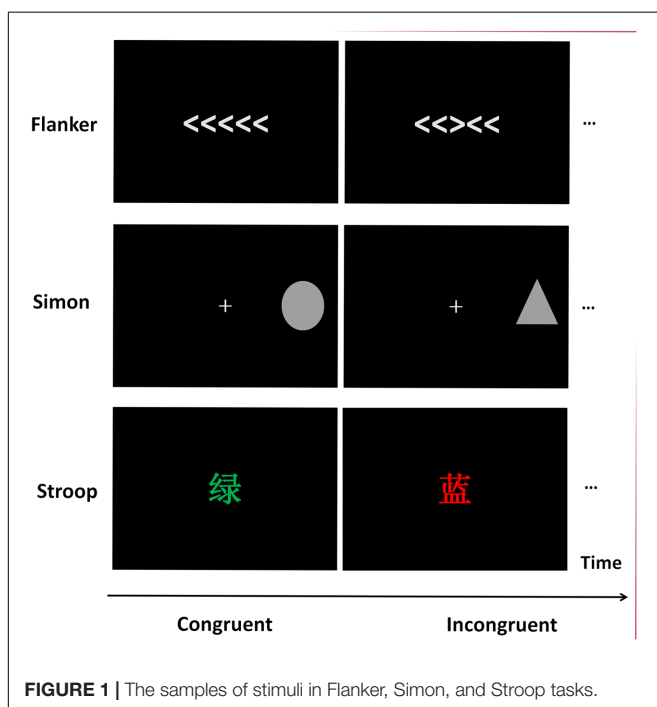 Flanker
<<<<<
<<><<
...
Simon
+
+
...
Stroop
绿
蓝
...
Time
Congruent
Incongruent
FIGURE 1 | The samples of stimuli in Flanker, Simon, and Stroop tasks.